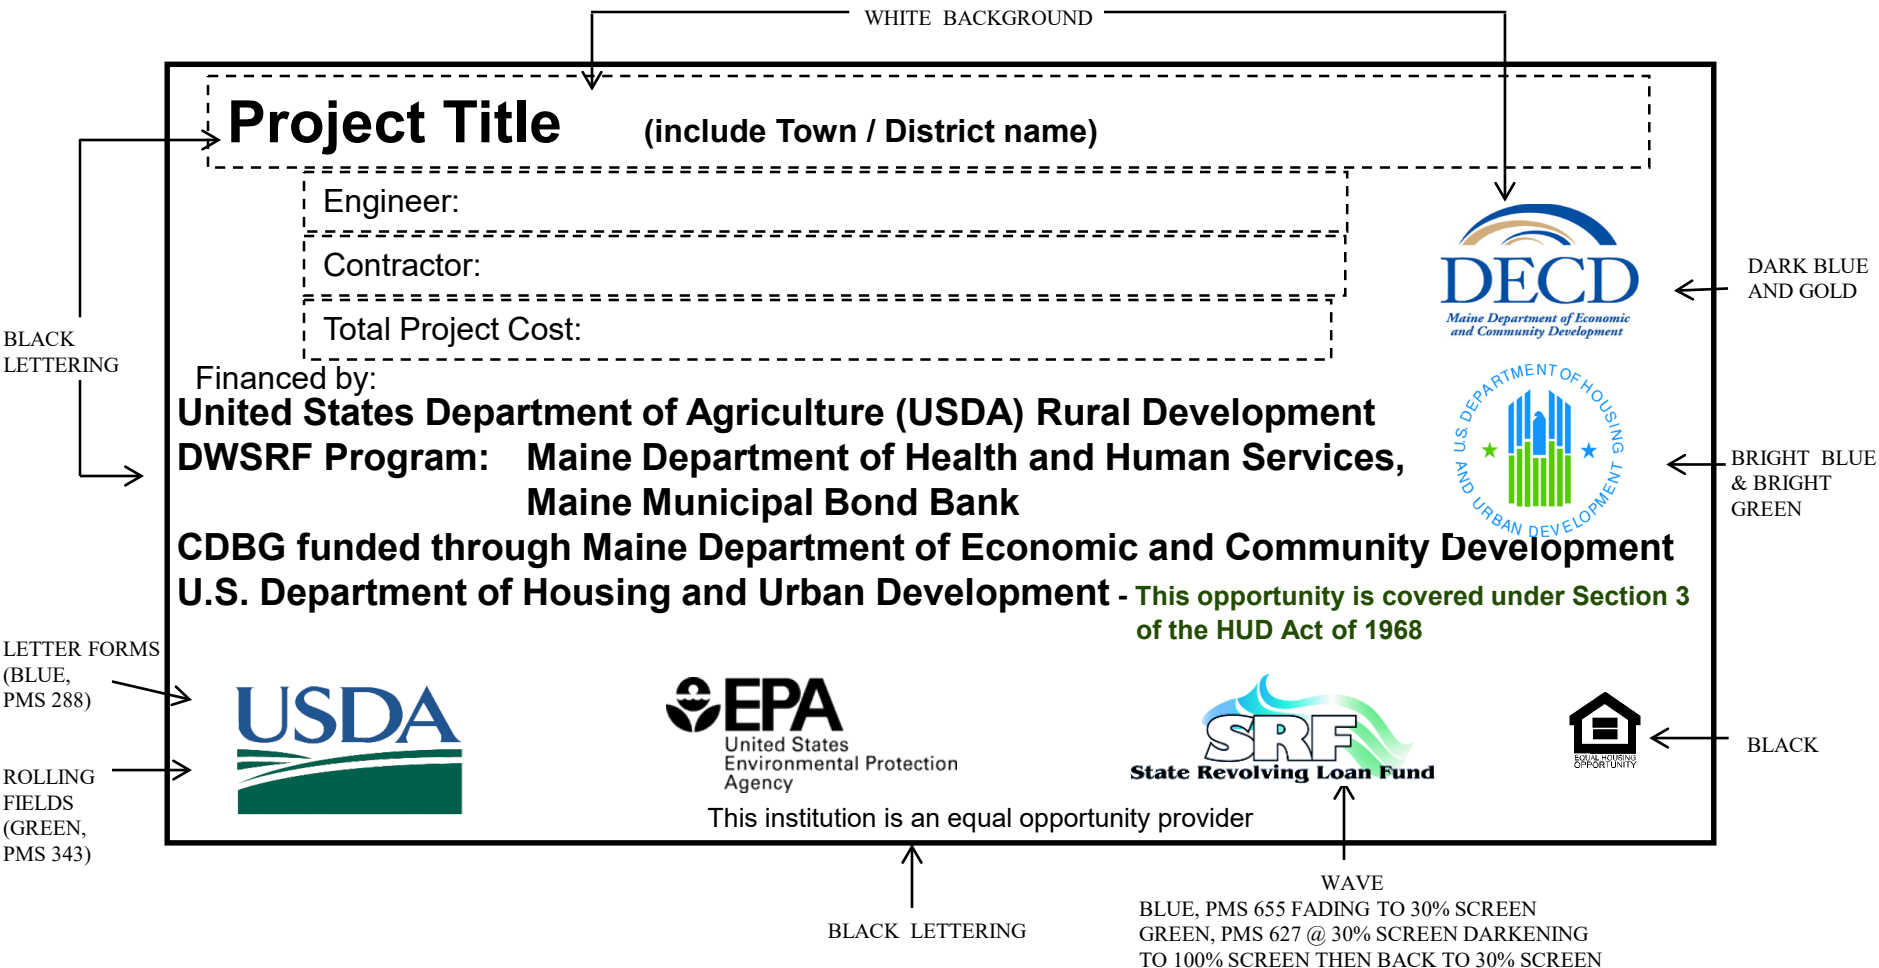 WHITE BACKGROUND
Project Title (include Town / District name)
Engineer:
Contractor:
Total Project Cost:
DECD
Maine Department of Economic
and Community Development
DARK BLUE
AND GOLD
BLACK
LETTERING
Financed by:
United States Department of Agriculture (USDA) Rural Development
DWSRF Program: Maine Department of Health and Human Services,
Maine Municipal Bond Bank
CDBG funded through Maine Department of Economic and Community Development
U.S. Department of Housing and Urban Development - This opportunity is covered under Section 3
of the HUD Act of 1968
U.S. DEPARTMENT OF HOUSING
AND URBAN DEVELOPMENT
BRIGHT BLUE
& BRIGHT
GREEN
LETTER FORMS
(BLUE,
PMS 288)
ROLLING
FIELDS
(GREEN,
PMS 343)
USDA
EPA
United States
Environmental Protection
Agency
SRF
State Revolving Loan Fund
EQUAL HOUSING
OPPORTUNITY
BLACK
This institution is an equal opportunity provider
BLACK LETTERING
WAVE
BLUE, PMS 655 FADING TO 30% SCREEN
GREEN, PMS 627 @ 30% SCREEN DARKENING
TO 100% SCREEN THEN BACK TO 30% SCREEN